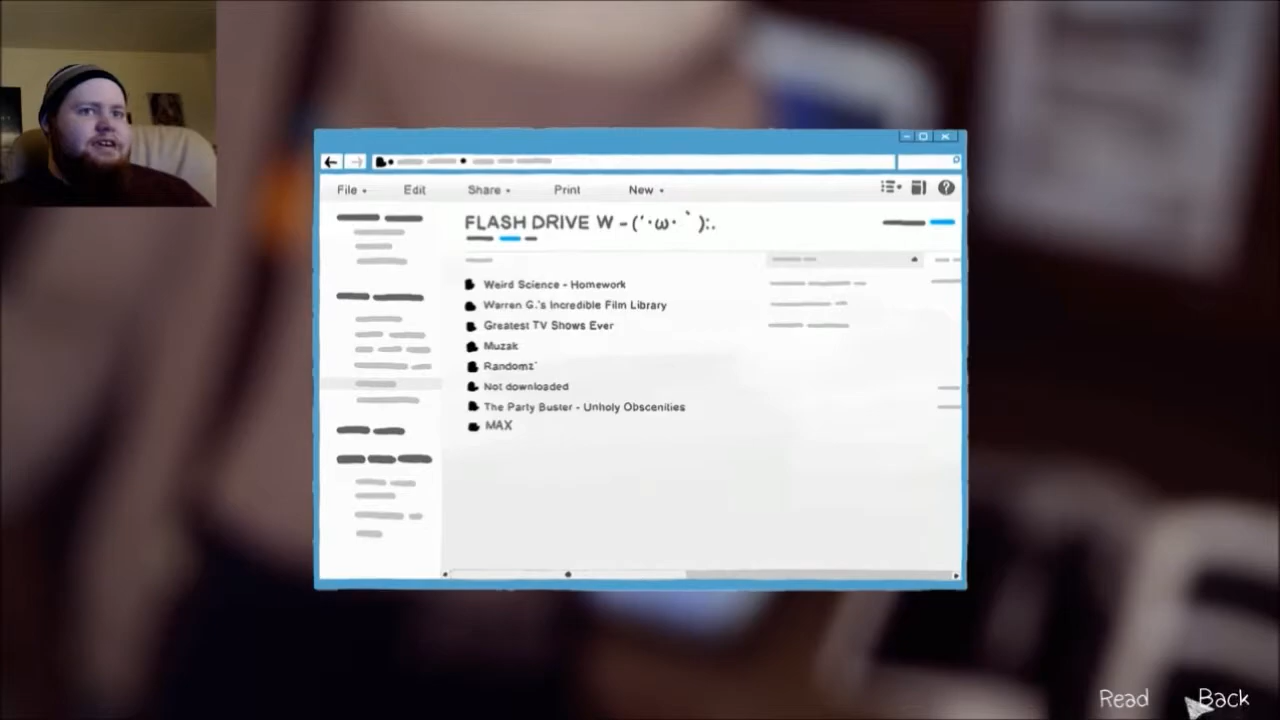 File Edit Share Print New
FLASH DRIVE W -(´･ω･`):.
Weird Science - Homework
Warren G.'s Incredible Film Library
Greatest TV Shows Ever
Muzak
Randomz'
Not downloaded
The Party Buster - Unholy Obscenities
MAX
Read Back